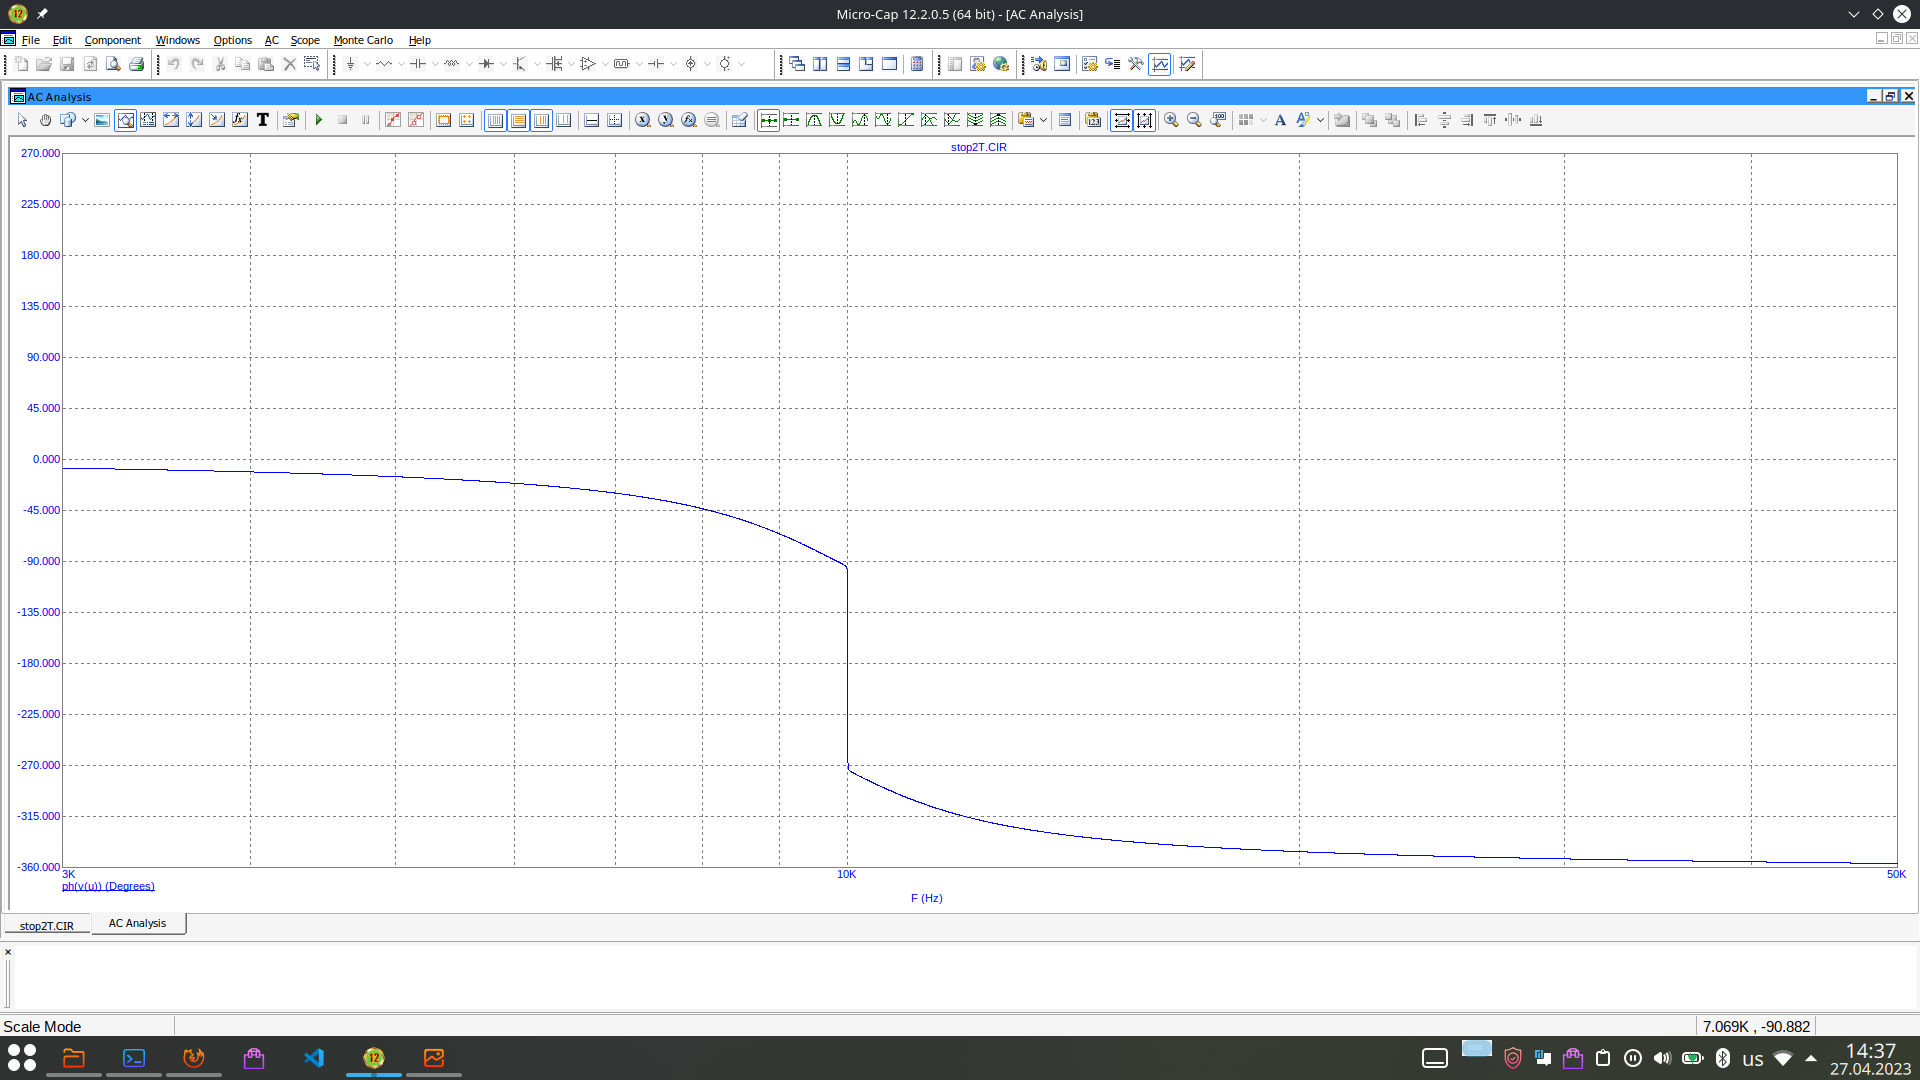 12
Micro-Cap 12.2.0.5 (64 bit) - [AC Analysis]
File Edit Component Windows Options AC Scope Monte Carlo Help
AC Analysis
stop2T.CIR
270.000
225.000
180.000
135.000
90.000
45.000
0.000
-45.000
-90.000
-135.000
-180.000
-225.000
-270.000
-315.000
-360.000
3K 10K 50K
ph(v(u)) (Degrees)
F (Hz)
stop2T.CIR AC Analysis
Scale Mode
7.069K , -90.882
12
us
14:37
27.04.2023